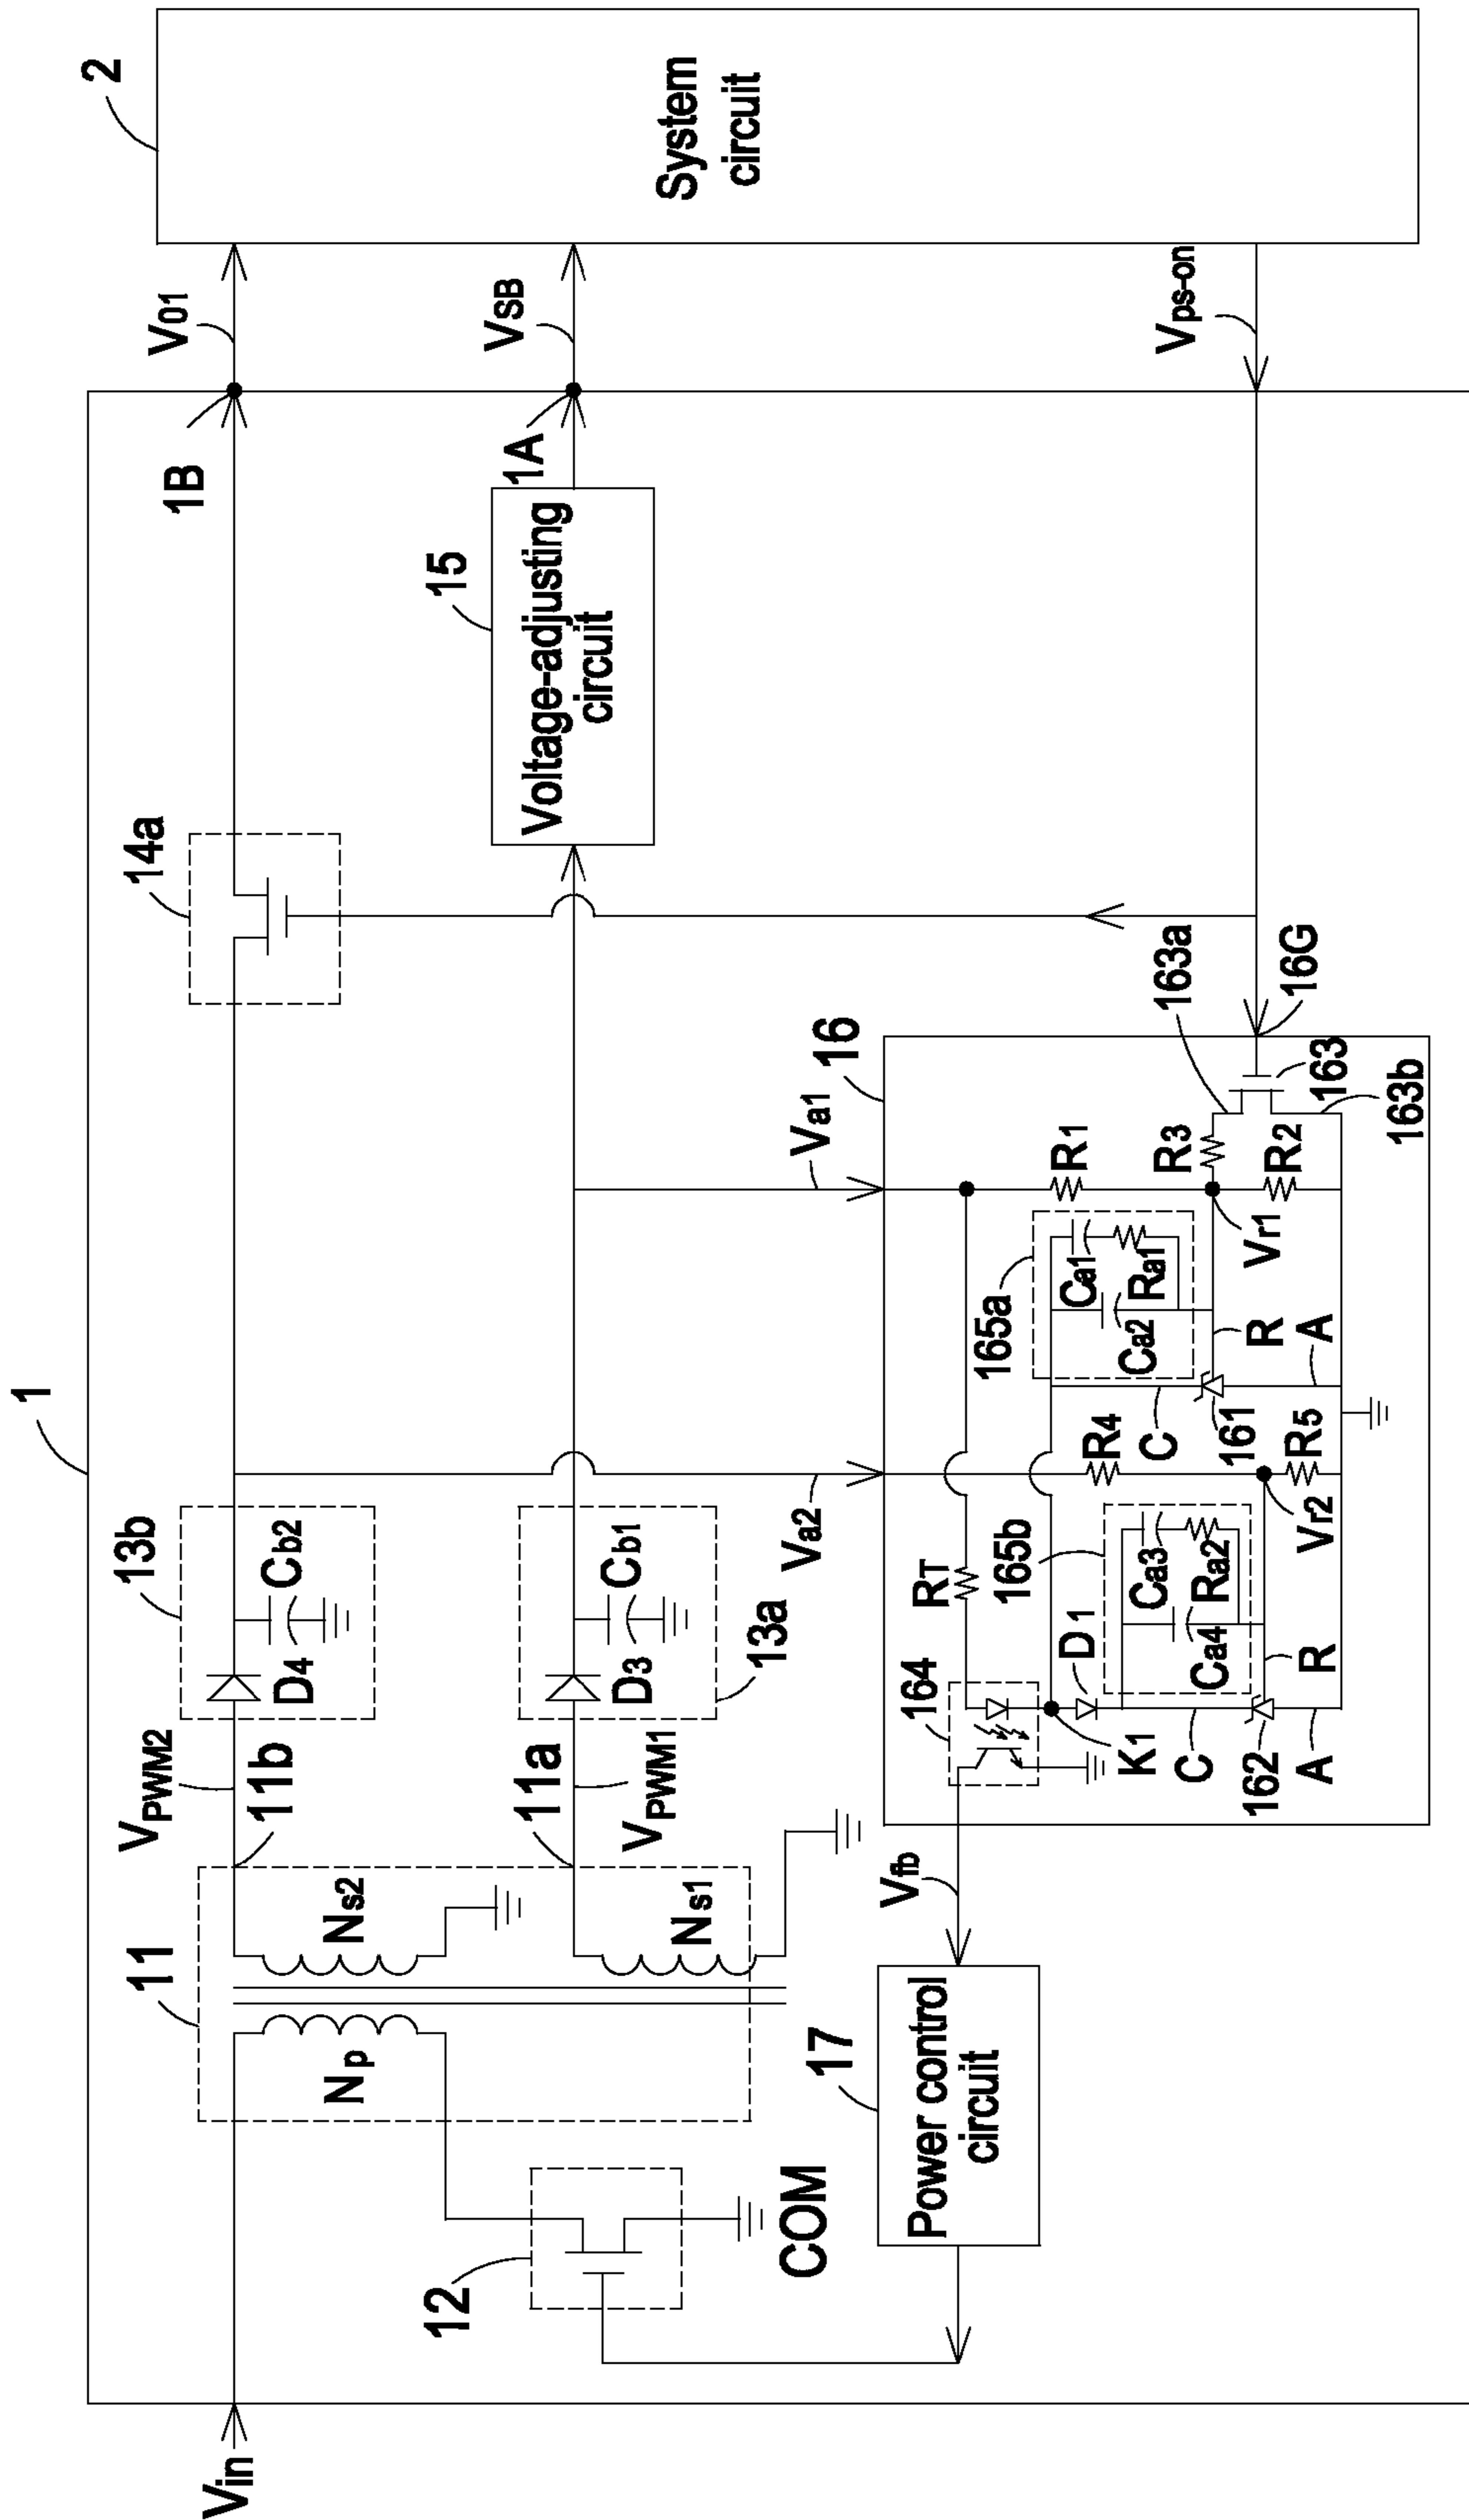 1
2
System
circuit
V01
VSB
Vps-on
1B
1A
15
Voltage-adjusting
circuit
14a
16
Va1
163a
16G
163
163b
R1
R3
R2
Vr1
165a
Ca1
Ra1
Ca2
R
A
C
161
R4
R5
Vr2
Va2
13b
Cb2
D4
Cb1
D3
13a
RT
165b
Ca3
Ra2
Ca4
D1
164
K1
C
162
R
A
VPWM2
11b
11a
VPWM1
11
Ns2
Ns1
Np
Vfb
17
Power control
circuit
12
COM
Vin